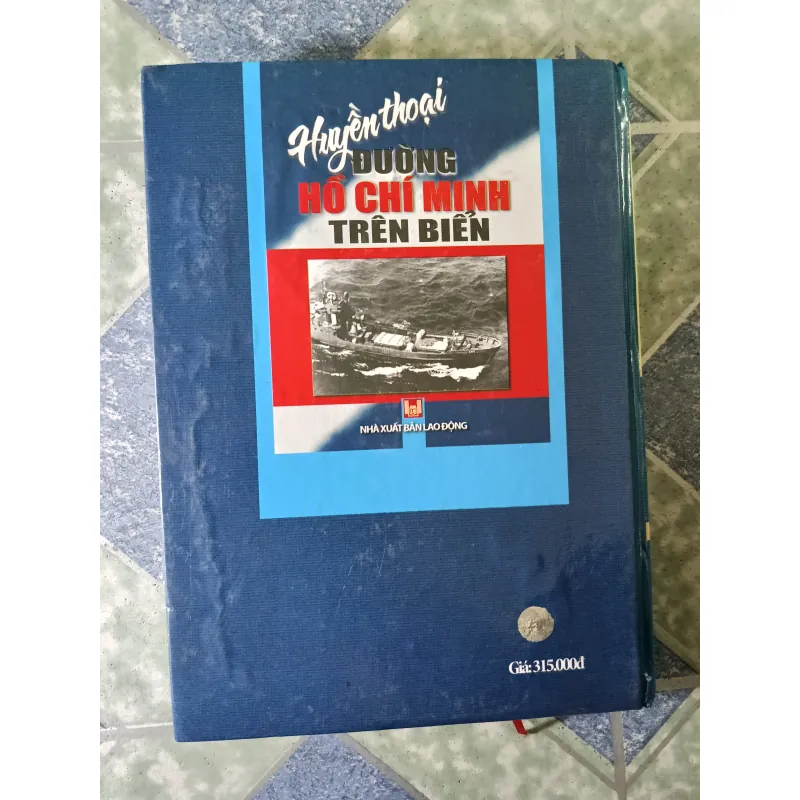 Huyền thoại
ĐƯỜNG
HỒ CHÍ MINH
TRÊN BIỂN
NHÀ XUẤT BẢN LAO ĐỘNG
Giá: 315.000đ